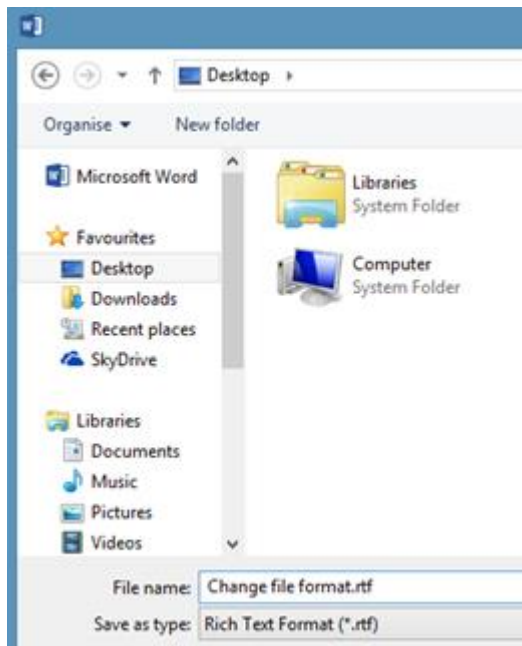 Desktop
Organise
New folder
Microsoft Word
Favourites
Desktop
Downloads
Recent places
SkyDrive
Libraries
Documents
Music
Pictures
Videos
Libraries
System Folder
Computer
System Folder
File name: Change file format.rtf
Save as type: Rich Text Format (*.rtf)